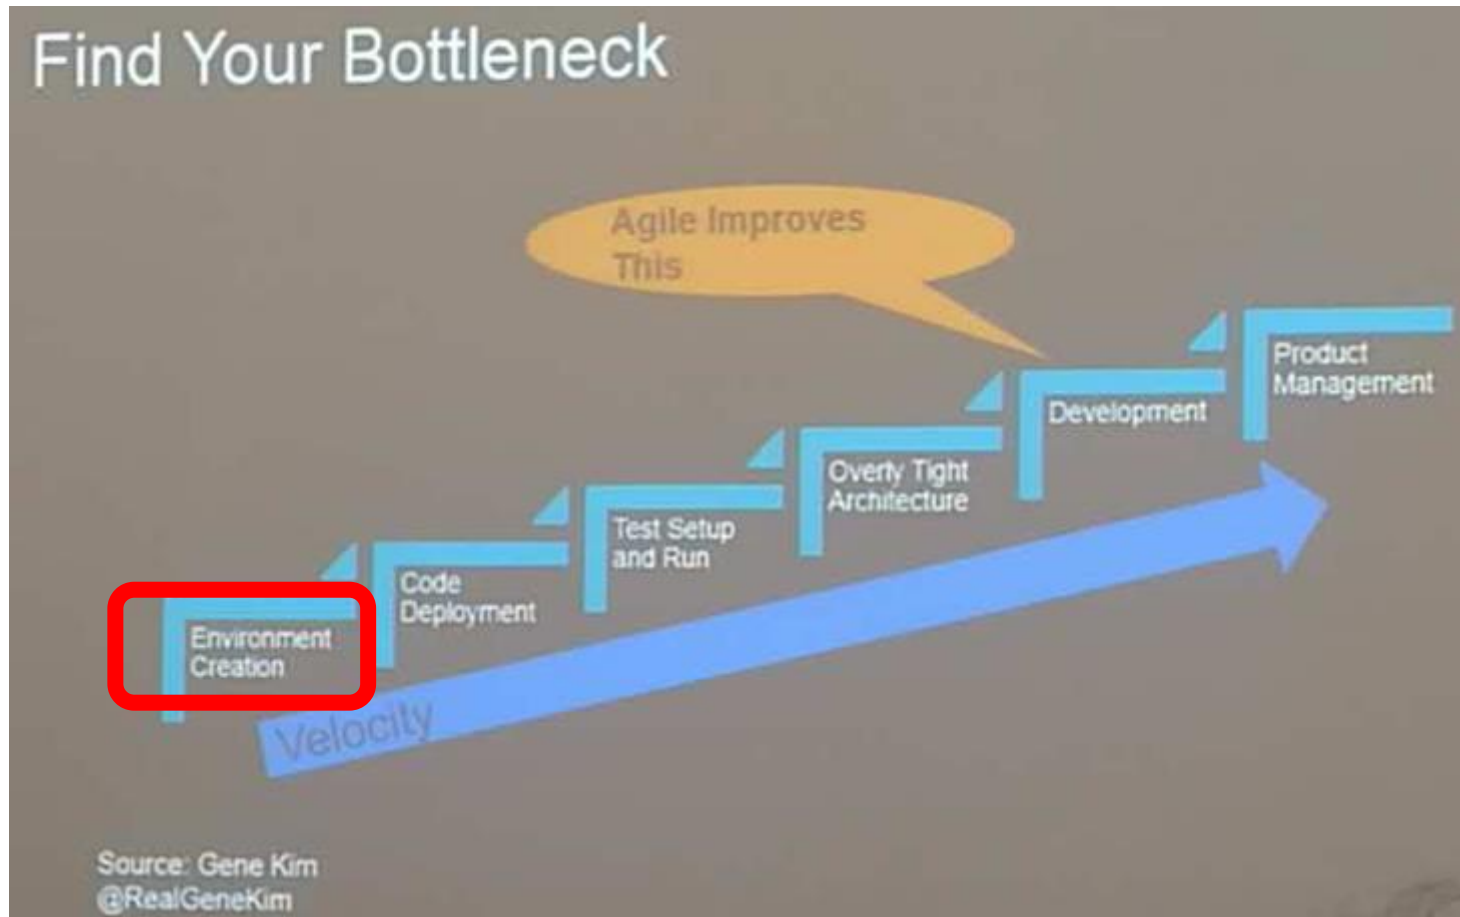 Find Your Bottleneck
Agile Improves
This
Product
Management
Development
Overly Tight
Architecture
Test Setup
and Run
Code
Deployment
Environment
Creation
Velocity
Source: Gene Kim
@RealGeneKim